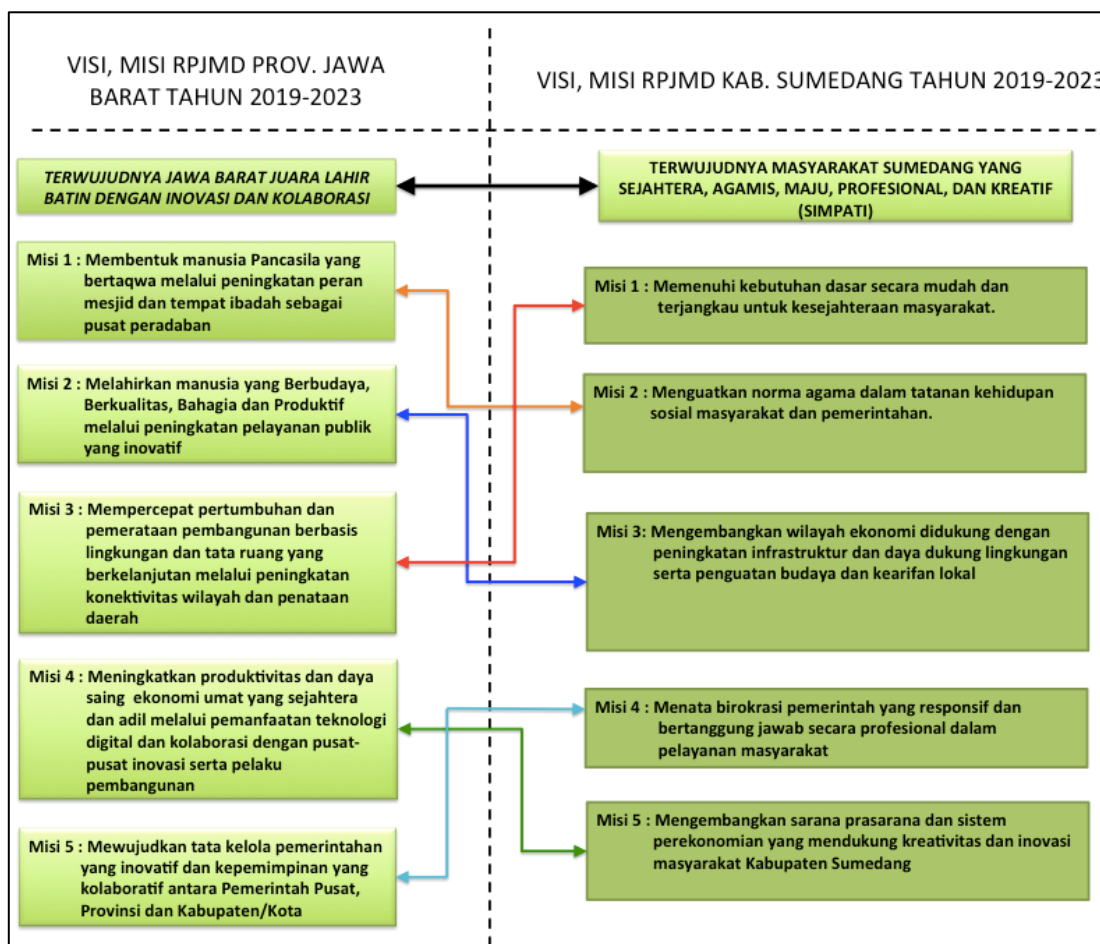 VISI, MISI RPJMD PROV. JAWA
BARAT TAHUN 2019-2023
TERWUJUDNYA JAWA BARAT JUARA LAHIR
BATIN DENGAN INOVASI DAN KOLABORASI
Misi 1 : Membentuk manusia Pancasila yang
bertaqwa melalui peningkatan peran
mesjid dan tempat ibadah sebagai
pusat peradaban
Misi 2 : Melahirkan manusia yang Berbudaya,
Berkualitas, Bahagia dan Produktif
melalui peningkatan pelayanan publik
yang inovatif
Misi 3 : Mempercepat pertumbuhan dan
pemerataan pembangunan berbasis
lingkungan dan tata ruang yang
berkelanjutan melalui peningkatan
konektivitas wilayah dan penataan
daerah
Misi 4 : Meningkatkan produktivitas dan daya
saing ekonomi umat yang sejahtera
dan adil melalui pemanfaatan teknologi
digital dan kolaborasi dengan pusat-
pusat inovasi serta pelaku
pembangunan
Misi 5 : Mewujudkan tata kelola pemerintahan
yang inovatif dan kepemimpinan yang
kolaboratif antara Pemerintah Pusat,
Provinsi dan Kabupaten/Kota
VISI, MISI RPJMD KAB. SUMEDANG TAHUN 2019-2023
TERWUJUDNYA MASYARAKAT SUMEDANG YANG
SEJAHTERA, AGAMIS, MAJU, PROFESIONAL, DAN KREATIF
(SIMPATI)
Misi 1 : Memenuhi kebutuhan dasar secara mudah dan
terjangkau untuk kesejahteraan masyarakat.
Misi 2 : Menguatkan norma agama dalam tatanan kehidupan
sosial masyarakat dan pemerintahan.
Misi 3: Mengembangkan wilayah ekonomi didukung dengan
peningkatan infrastruktur dan daya dukung lingkungan
serta penguatan budaya dan kearifan lokal
Misi 4 : Menata birokrasi pemerintah yang responsif dan
bertanggung jawab secara profesional dalam
pelayanan masyarakat
Misi 5 : Mengembangkan sarana prasarana dan sistem
perekonomian yang mendukung kreativitas dan inovasi
masyarakat Kabupaten Sumedang